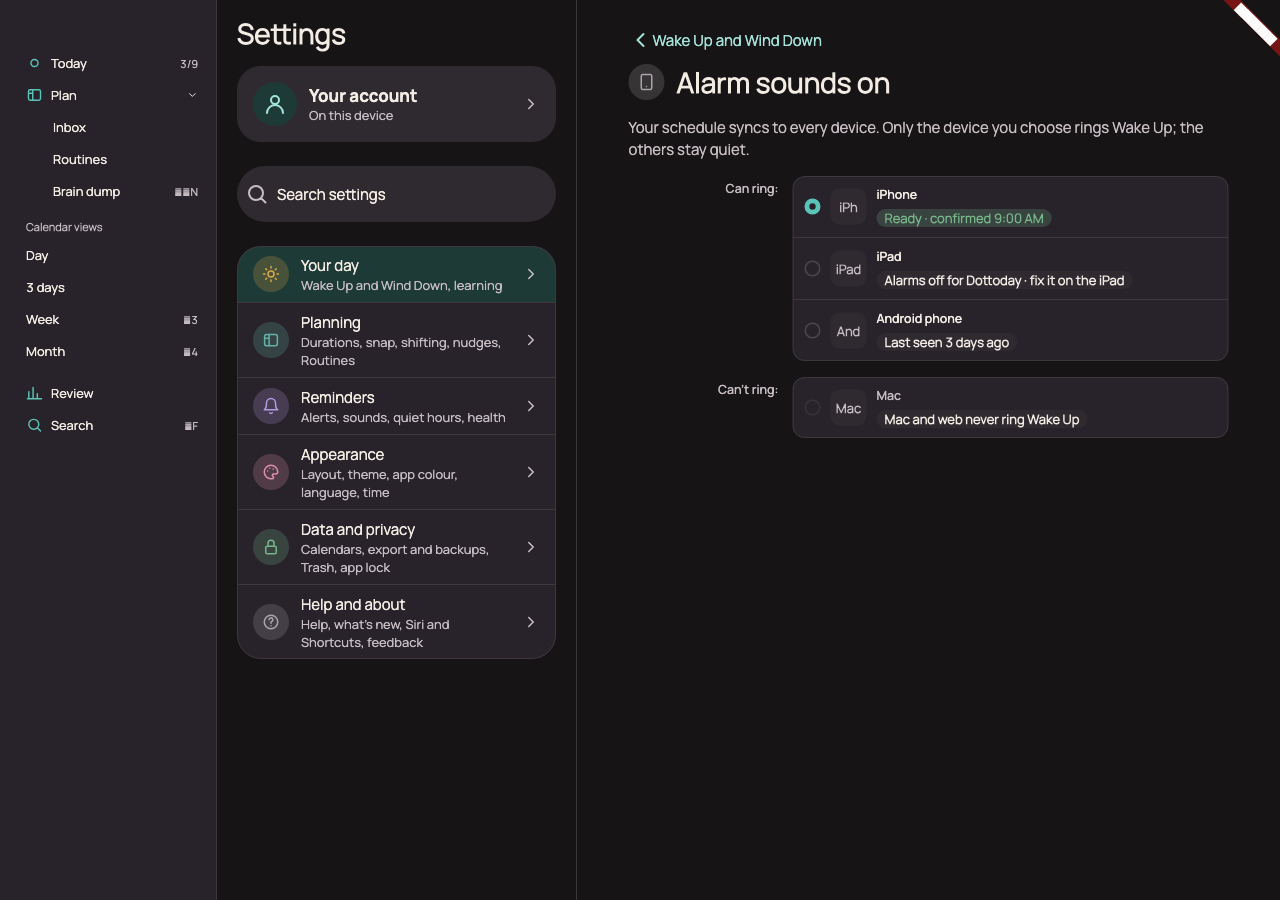 Today 3/9
Plan
Inbox
Routines
Brain dump N
Calendar views
Day
3 days
Week 3
Month 4
Review
Search F
Settings
Your account
On this device
Search settings
Your day
Wake Up and Wind Down, learning
Planning
Durations, snap, shifting, nudges,
Routines
Reminders
Alerts, sounds, quiet hours, health
Appearance
Layout, theme, app colour,
language, time
Data and privacy
Calendars, export and backups,
Trash, app lock
Help and about
Help, what's new, Siri and
Shortcuts, feedback
Wake Up and Wind Down
Alarm sounds on
Your schedule syncs to every device. Only the device you choose rings Wake Up; the
others stay quiet.
Can ring:
iPh
iPhone
Ready · confirmed 9:00 AM
iPad
iPad
Alarms off for Dottoday · fix it on the iPad
And
Android phone
Last seen 3 days ago
Can't ring:
Mac
Mac
Mac and web never ring Wake Up